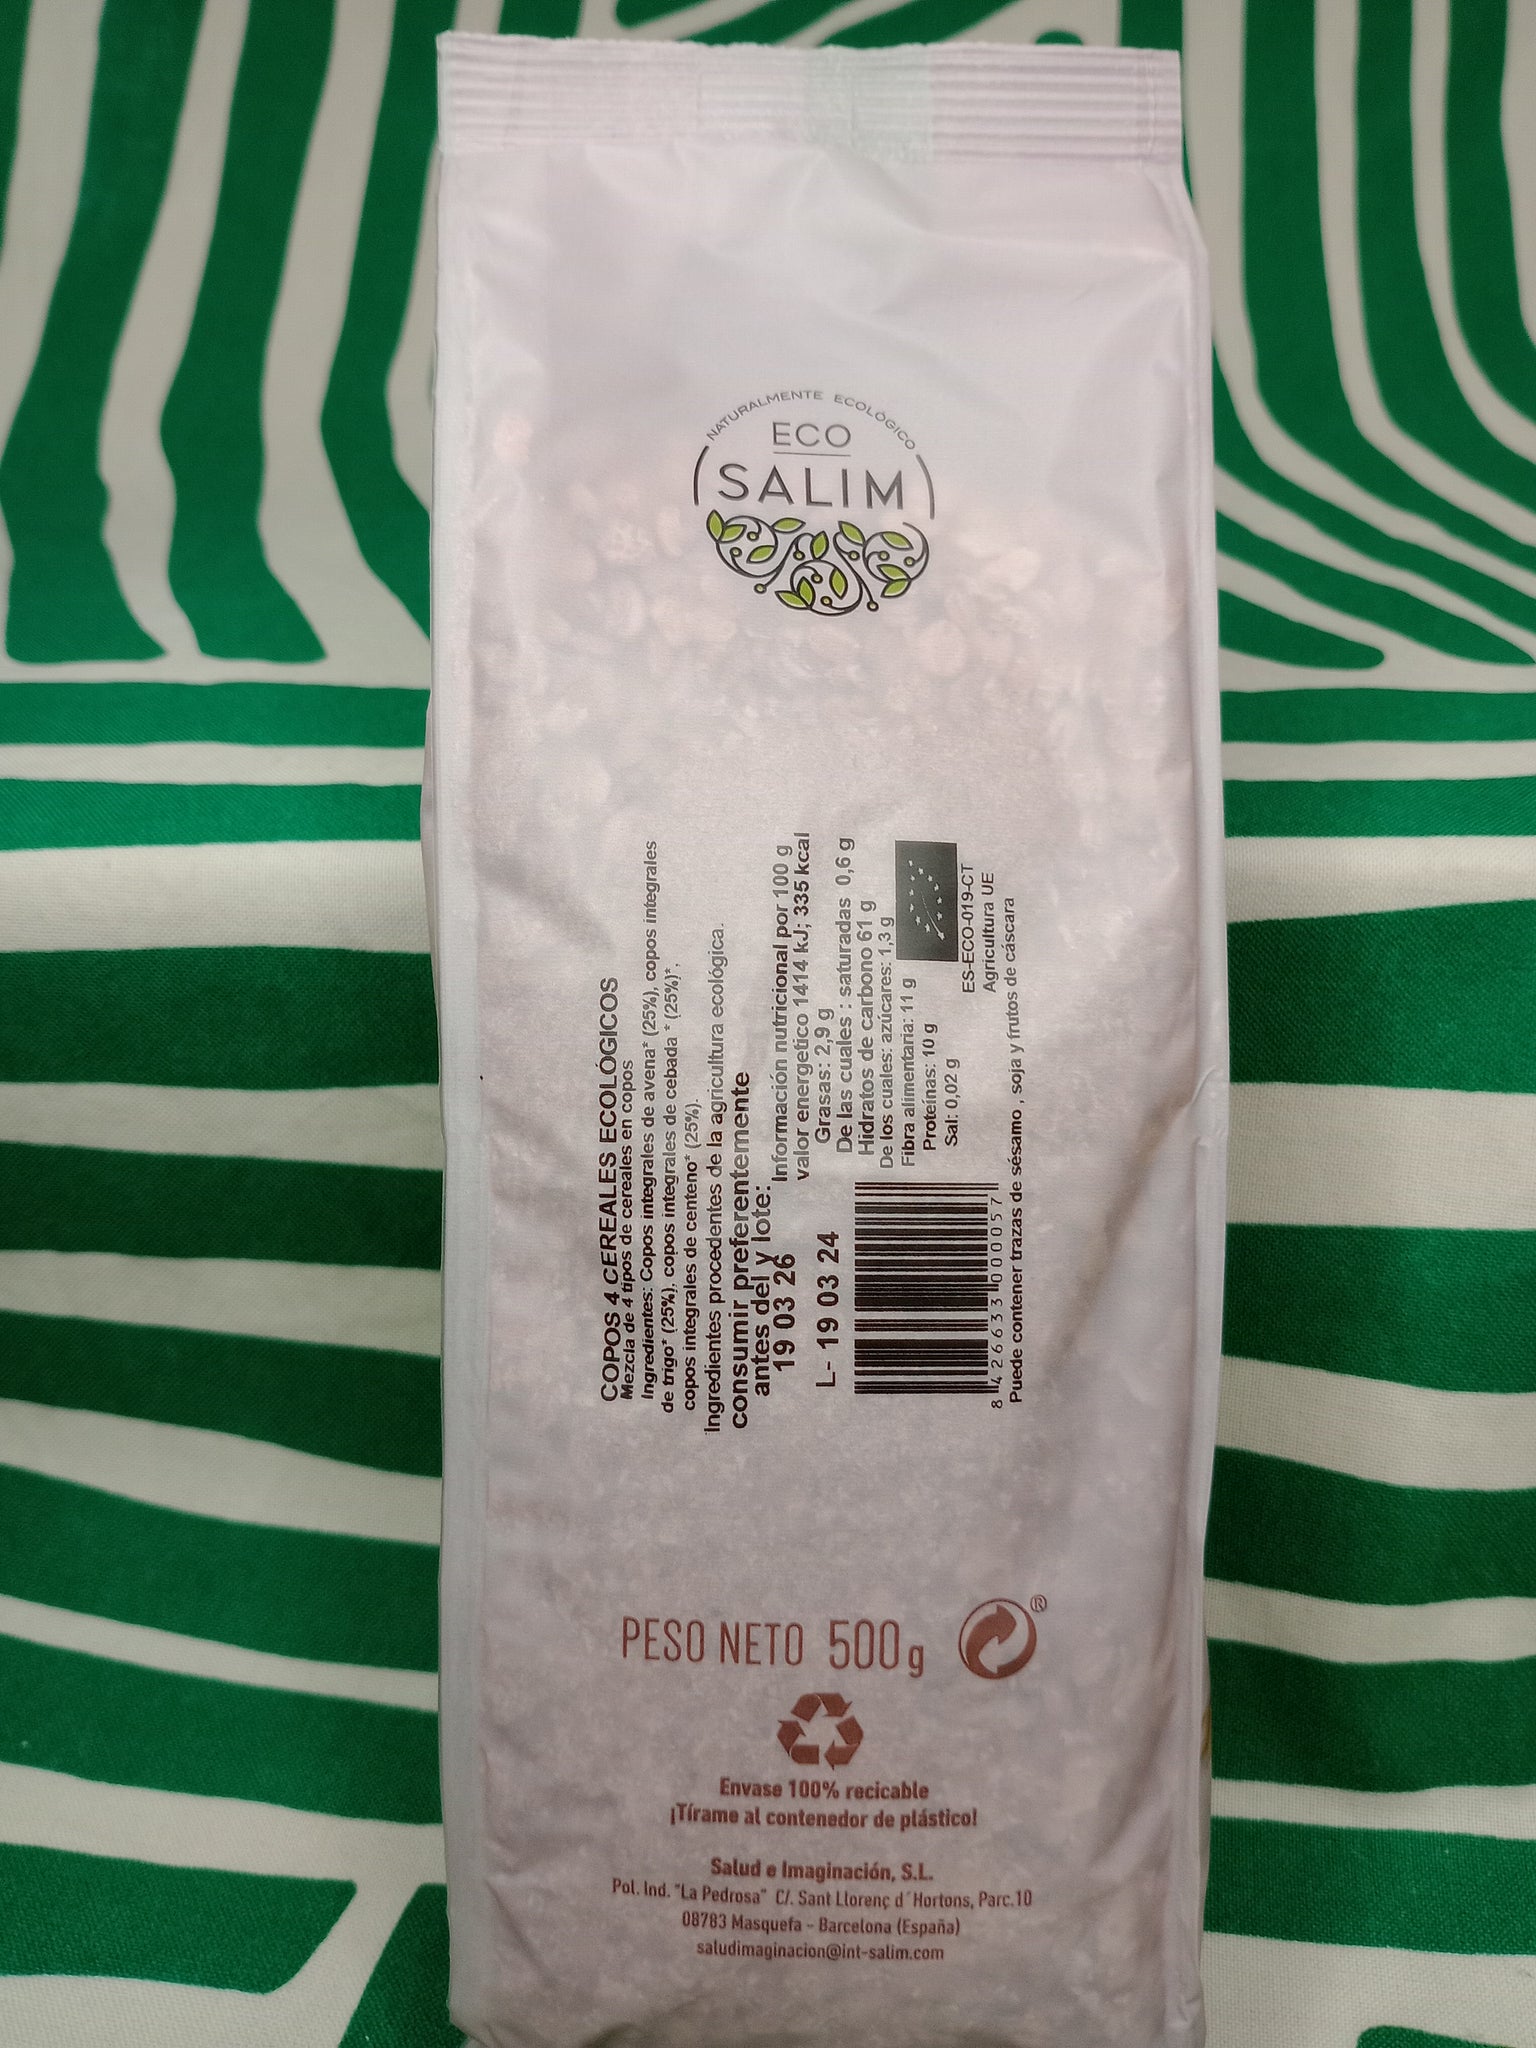 NATURALMENTE ECOLÓGICO
ECO
SALIM
COPOS 4 CEREALES ECOLÓGICOS
Mezcla de 4 tipos de cereales en copos
Ingredientes: Copos integrales de avena* (25%), copos integrales
de trigo* (25%), copos integrales de cebada * (25%)*,
copos integrales de centeno* (25%).
Ingredientes procedentes de la agricultura ecológica.
consumir preferentemente
antes del y lote:
19 03 26
L- 19 03 24
Información nutricional por 100 g
valor energetico 1414 kJ; 335 kcal
Grasas: 2,9 g
De las cuales : saturadas 0,6 g
Hidratos de carbono 61 g
De los cuales: azúcares: 1,3 g
Fibra alimentaria: 11 g
Proteínas: 10 g
Sal: 0,02 g
ES-ECO-019-CT
Agricultura UE
8 426633 000057
Puede contener trazas de sésamo , soja y frutos de cáscara
PESO NETO 500g ®
Envase 100% recicable
¡Tírame al contenedor de plástico!
Salud e Imaginación, S.L.
Pol. Ind. "La Pedrosa" C/. Sant Llorenç d´Hortons, Parc.10
08783 Masquefa - Barcelona (España)
saludimaginacion@int-salim.com